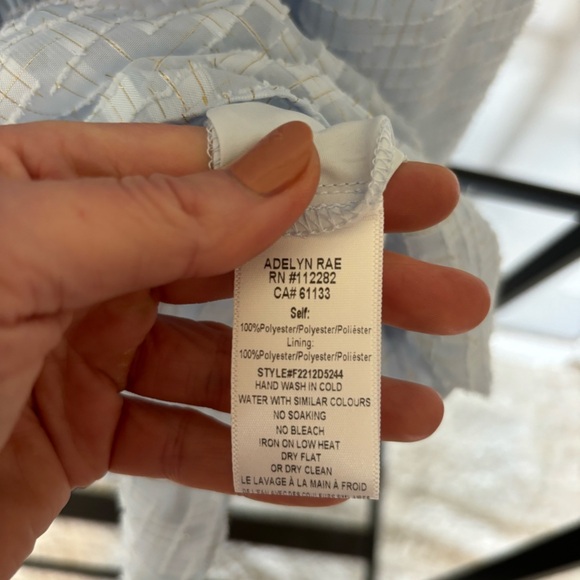 ADELYN RAE
RN #112282
CA# 61133
Self:
100%Polyester/Polyester/Poliéster
Lining:
100%Polyester/Polyester/Poliéster
STYLE#F2212D5244
HAND WASH IN COLD
WATER WITH SIMILAR COLOURS
NO SOAKING
NO BLEACH
IRON ON LOW HEAT
DRY FLAT
OR DRY CLEAN
LE LAVAGE À LA MAIN À FROID